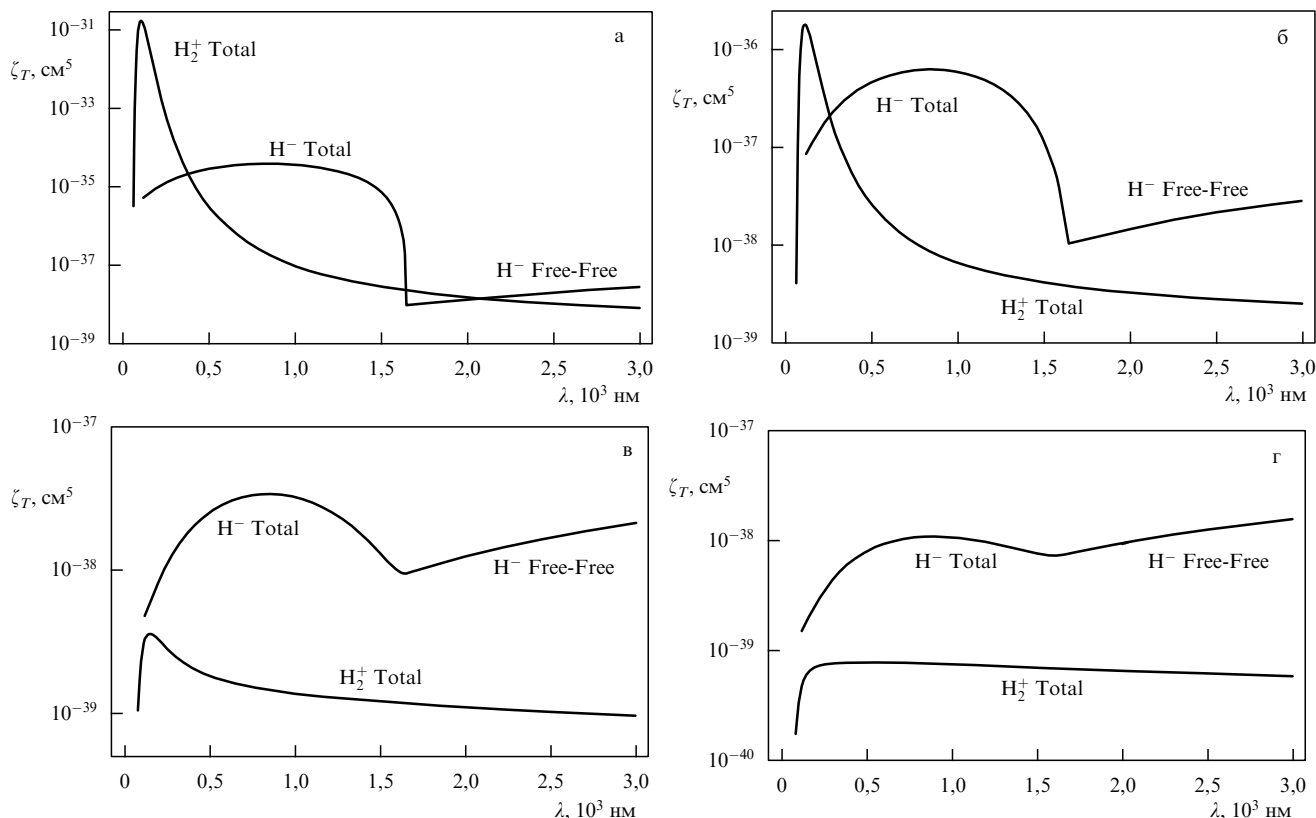 а
ζ_T, см⁵
10⁻³¹
10⁻³³
10⁻³⁵
10⁻³⁷
10⁻³⁹
H₂⁺ Total
H⁻ Total
H⁻ Free-Free
0 0,5 1,0 1,5 2,0 2,5 3,0
λ, 10³ нм
б
ζ_T, см⁵
10⁻³⁶
10⁻³⁷
10⁻³⁸
10⁻³⁹
H⁻ Total
H⁻ Free-Free
H₂⁺ Total
0 0,5 1,0 1,5 2,0 2,5 3,0
λ, 10³ нм
в
ζ_T, см⁵
10⁻³⁷
10⁻³⁸
10⁻³⁹
H⁻ Total
H⁻ Free-Free
H₂⁺ Total
0 0,5 1,0 1,5 2,0 2,5 3,0
λ, 10³ нм
г
ζ_T, см⁵
10⁻³⁷
10⁻³⁸
10⁻³⁹
10⁻⁴⁰
H⁻ Total
H⁻ Free-Free
H₂⁺ Total
0 0,5 1,0 1,5 2,0 2,5 3,0
λ, 10³ нм